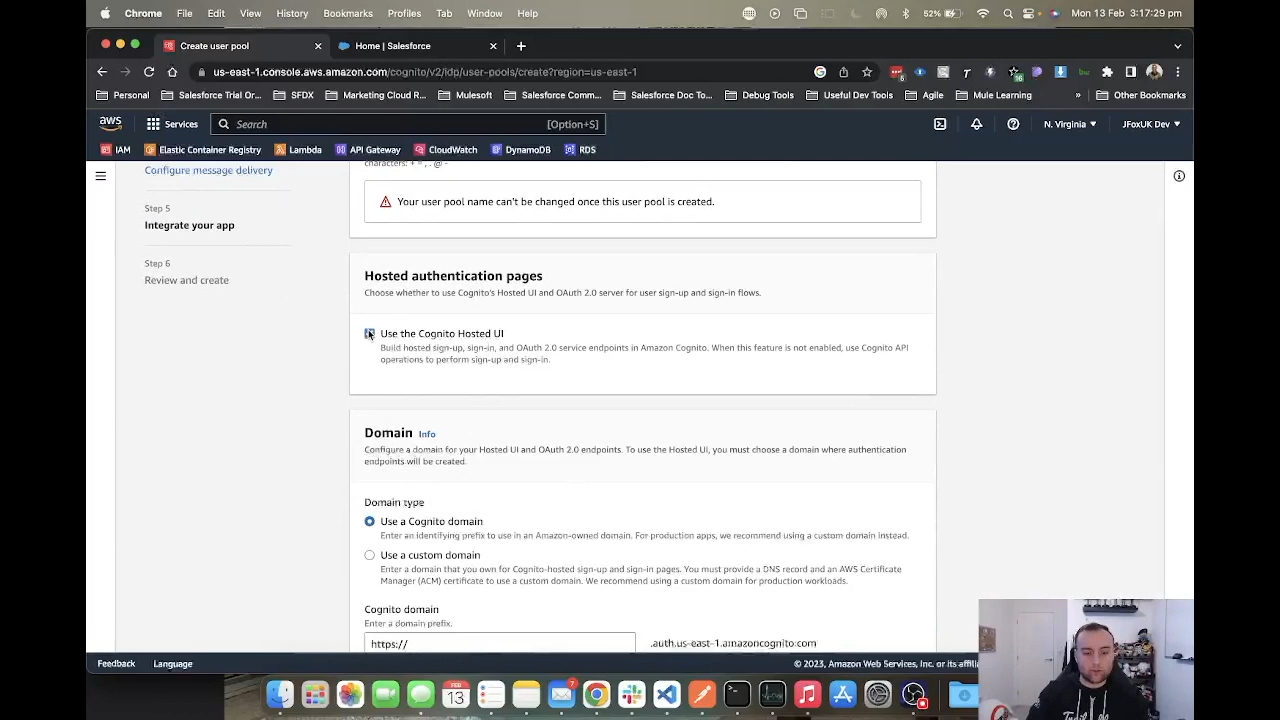 Chrome File Edit View History Bookmarks Profiles Tab Window Help 52% Mon 13 Feb 3:17:29 pm
Create user pool Home | Salesforce
us-east-1.console.aws.amazon.com/cognito/v2/idp/user-pools/create?region=us-east-1
Personal Salesforce Trial Or... SFDX Marketing Cloud R... Mulesoft Salesforce Comm... Salesforce Doc To... Debug Tools Useful Dev Tools Agile Mule Learning » Other Bookmarks
aws Services Search [Option+S] N. Virginia JFoxUK Dev
IAM Elastic Container Registry Lambda API Gateway CloudWatch DynamoDB RDS
characters: + = , . @ -
Configure message delivery
Your user pool name can't be changed once this user pool is created.
Step 5
Integrate your app
Step 6
Review and create
Hosted authentication pages
Choose whether to use Cognito's Hosted UI and OAuth 2.0 server for user sign-up and sign-in flows.
Use the Cognito Hosted UI
Build hosted sign-up, sign-in, and OAuth 2.0 service endpoints in Amazon Cognito. When this feature is not enabled, use Cognito API
operations to perform sign-up and sign-in.
Domain Info
Configure a domain for your Hosted UI and OAuth 2.0 endpoints. To use the Hosted UI, you must choose a domain where authentication
endpoints will be created.
Domain type
Use a Cognito domain
Enter an identifying prefix to use in an Amazon-owned domain. For production apps, we recommend using a custom domain instead.
Use a custom domain
Enter a domain that you own for Cognito-hosted sign-up and sign-in pages. You must provide a DNS record and an AWS Certificate
Manager (ACM) certificate to use a custom domain. We recommend using a custom domain for production workloads.
Cognito domain
Enter a domain prefix.
https:// .auth.us-east-1.amazoncognito.com
Feedback Language © 2023, Amazon Web Services, Inc. or its affili
FEB
13
7